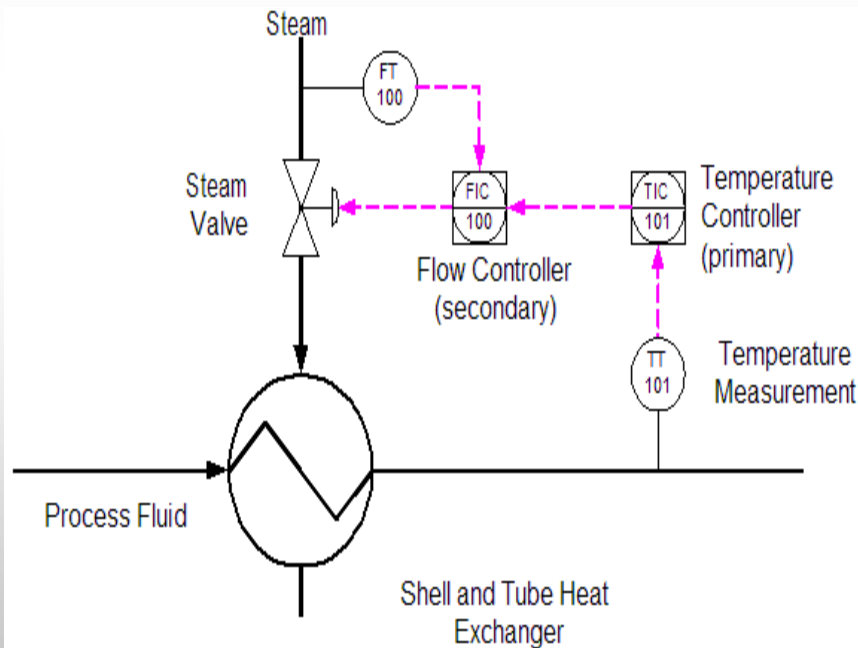 Steam
FT
100
Steam
Valve
FIC
100
TIC
101
Temperature
Controller
(primary)
Flow Controller
(secondary)
TT
101
Temperature
Measurement
Process Fluid
Shell and Tube Heat
Exchanger